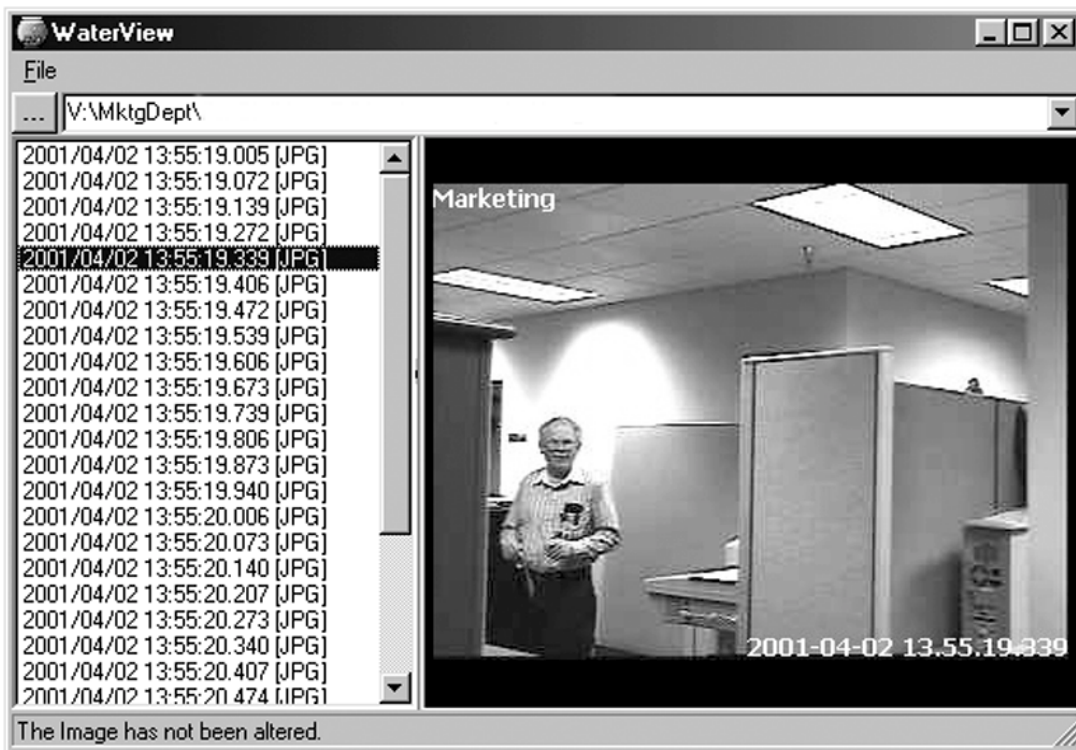 WaterView
File
... V:\MktgDept\
2001/04/02 13:55:19.005 [JPG]
2001/04/02 13:55:19.072 [JPG]
2001/04/02 13:55:19.139 [JPG]
2001/04/02 13:55:19.272 [JPG]
2001/04/02 13:55:19.339 [JPG]
2001/04/02 13:55:19.406 [JPG]
2001/04/02 13:55:19.472 [JPG]
2001/04/02 13:55:19.539 [JPG]
2001/04/02 13:55:19.606 [JPG]
2001/04/02 13:55:19.673 [JPG]
2001/04/02 13:55:19.739 [JPG]
2001/04/02 13:55:19.806 [JPG]
2001/04/02 13:55:19.873 [JPG]
2001/04/02 13:55:19.940 [JPG]
2001/04/02 13:55:20.006 [JPG]
2001/04/02 13:55:20.073 [JPG]
2001/04/02 13:55:20.140 [JPG]
2001/04/02 13:55:20.207 [JPG]
2001/04/02 13:55:20.273 [JPG]
2001/04/02 13:55:20.340 [JPG]
2001/04/02 13:55:20.407 [JPG]
2001/04/02 13:55:20.474 [JPG]
Marketing
2001-04-02 13.55.19.339
The Image has not been altered.